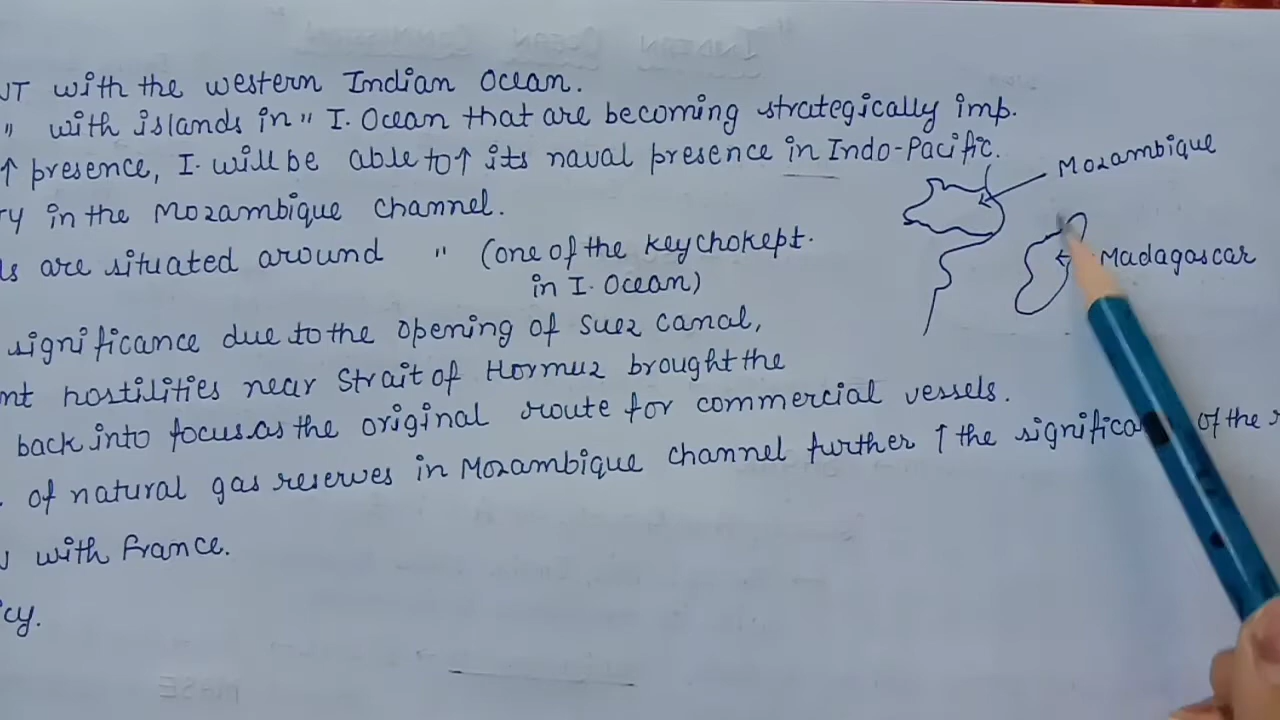 UT with the western Indian Ocean.
" with islands in " I. Ocean that are becoming strategically imp.
↑ presence, I. will be able to ↑ its naval presence in Indo-Pacific.
Mozambique
ry in the Mozambique channel.
ls are situated around " (one of the key chokept.
Madagascar
in I. Ocean)
significance due to the opening of Suez Canal,
nt hostilities near Strait of Hormuz brought the
back into focus as the original route for commercial vessels.
. of natural gas reserves in Mozambique channel further ↑ the significa of the
with France.
icy.